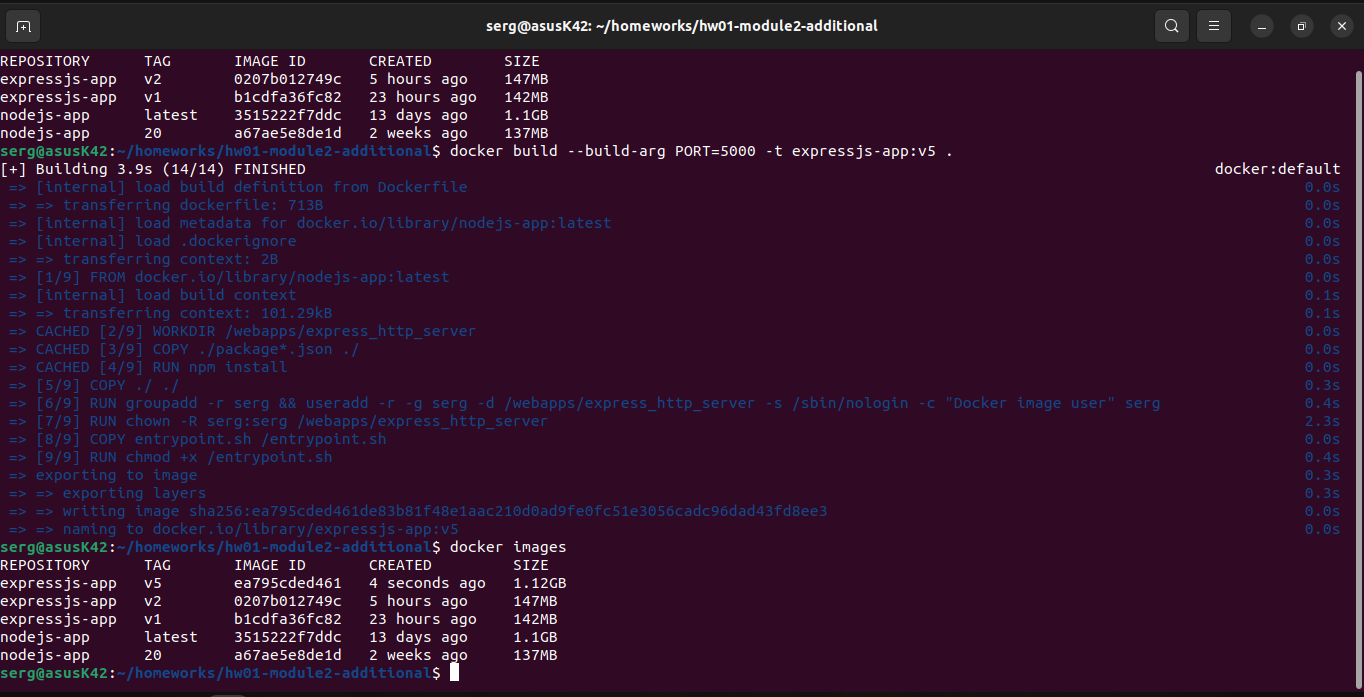 serg@asusK42: ~/homeworks/hw01-module2-additional
REPOSITORY TAG IMAGE ID CREATED SIZE
expressjs-app v2 0207b012749c 5 hours ago 147MB
expressjs-app v1 b1cdfa36fc82 23 hours ago 142MB
nodejs-app latest 3515222f7ddc 13 days ago 1.1GB
nodejs-app 20 a67ae5e8de1d 2 weeks ago 137MB
serg@asusK42:~/homeworks/hw01-module2-additional$ docker build --build-arg PORT=5000 -t expressjs-app:v5 .
[+] Building 3.9s (14/14) FINISHED docker:default
=> [internal] load build definition from Dockerfile 0.0s
=> => transferring dockerfile: 713B 0.0s
=> [internal] load metadata for docker.io/library/nodejs-app:latest 0.0s
=> [internal] load .dockerignore 0.0s
=> => transferring context: 2B 0.0s
=> [1/9] FROM docker.io/library/nodejs-app:latest 0.0s
=> [internal] load build context 0.1s
=> => transferring context: 101.29kB 0.1s
=> CACHED [2/9] WORKDIR /webapps/express_http_server 0.0s
=> CACHED [3/9] COPY ./package*.json ./ 0.0s
=> CACHED [4/9] RUN npm install 0.0s
=> [5/9] COPY ./ ./ 0.3s
=> [6/9] RUN groupadd -r serg && useradd -r -g serg -d /webapps/express_http_server -s /sbin/nologin -c "Docker image user" serg 0.4s
=> [7/9] RUN chown -R serg:serg /webapps/express_http_server 2.3s
=> [8/9] COPY entrypoint.sh /entrypoint.sh 0.0s
=> [9/9] RUN chmod +x /entrypoint.sh 0.4s
=> exporting to image 0.3s
=> => exporting layers 0.3s
=> => writing image sha256:ea795cded461de83b81f48e1aac210d0ad9fe0fc51e3056cadc96dad43fd8ee3 0.0s
=> => naming to docker.io/library/expressjs-app:v5 0.0s
serg@asusK42:~/homeworks/hw01-module2-additional$ docker images
REPOSITORY TAG IMAGE ID CREATED SIZE
expressjs-app v5 ea795cded461 4 seconds ago 1.12GB
expressjs-app v2 0207b012749c 5 hours ago 147MB
expressjs-app v1 b1cdfa36fc82 23 hours ago 142MB
nodejs-app latest 3515222f7ddc 13 days ago 1.1GB
nodejs-app 20 a67ae5e8de1d 2 weeks ago 137MB
serg@asusK42:~/homeworks/hw01-module2-additional$